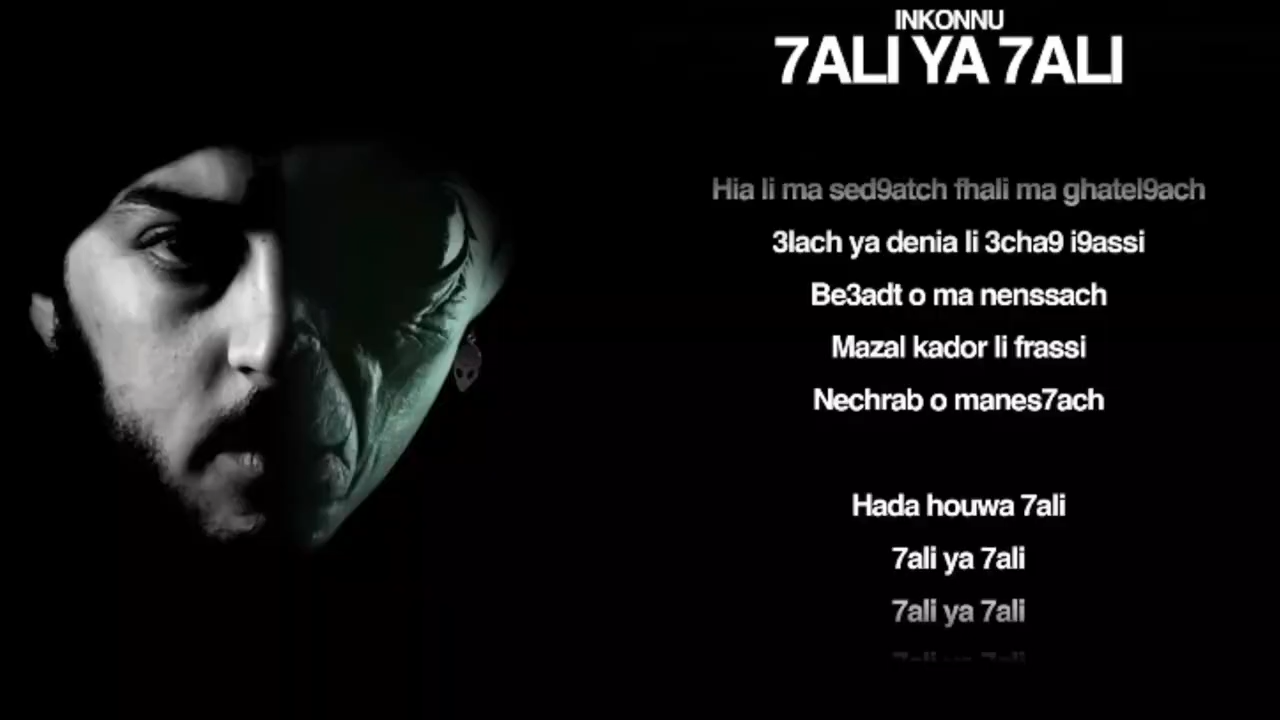 INKONNU
7ALI YA 7ALI
Hia li ma sed9atch fhali ma ghatel9ach
3lach ya denia li 3cha9 i9assi
Be3adt o ma nenssach
Mazal kador li frassi
Nechrab o manes7ach
Hada houwa 7ali
7ali ya 7ali
7ali ya 7ali